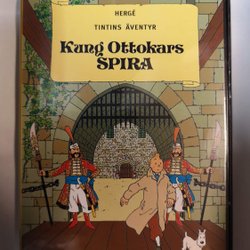 HERGÉ
TINTINS ÄVENTYR
Kung Ottokars
SPIRA